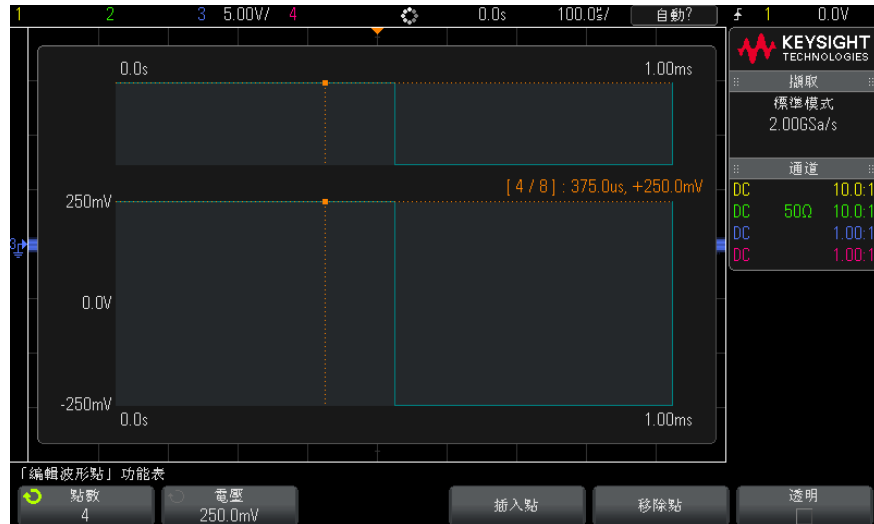 1 2 3 5.00V/ 4 0.0s 100.0㎲/ 自動? 1 0.0V
KEYSIGHT
TECHNOLOGIES
擷取
標準模式
2.00GSa/s
通道
DC 10.0:1
DC 50Ω 10.0:1
DC 1.00:1
DC 1.00:1
0.0s 1.00ms
[ 4 / 8 ] : 375.0us, +250.0mV
250mV
3
0.0V
-250mV
0.0s 1.00ms
「編輯波形點」功能表
點數
4
電壓
250.0mV
插入點
移除點
透明